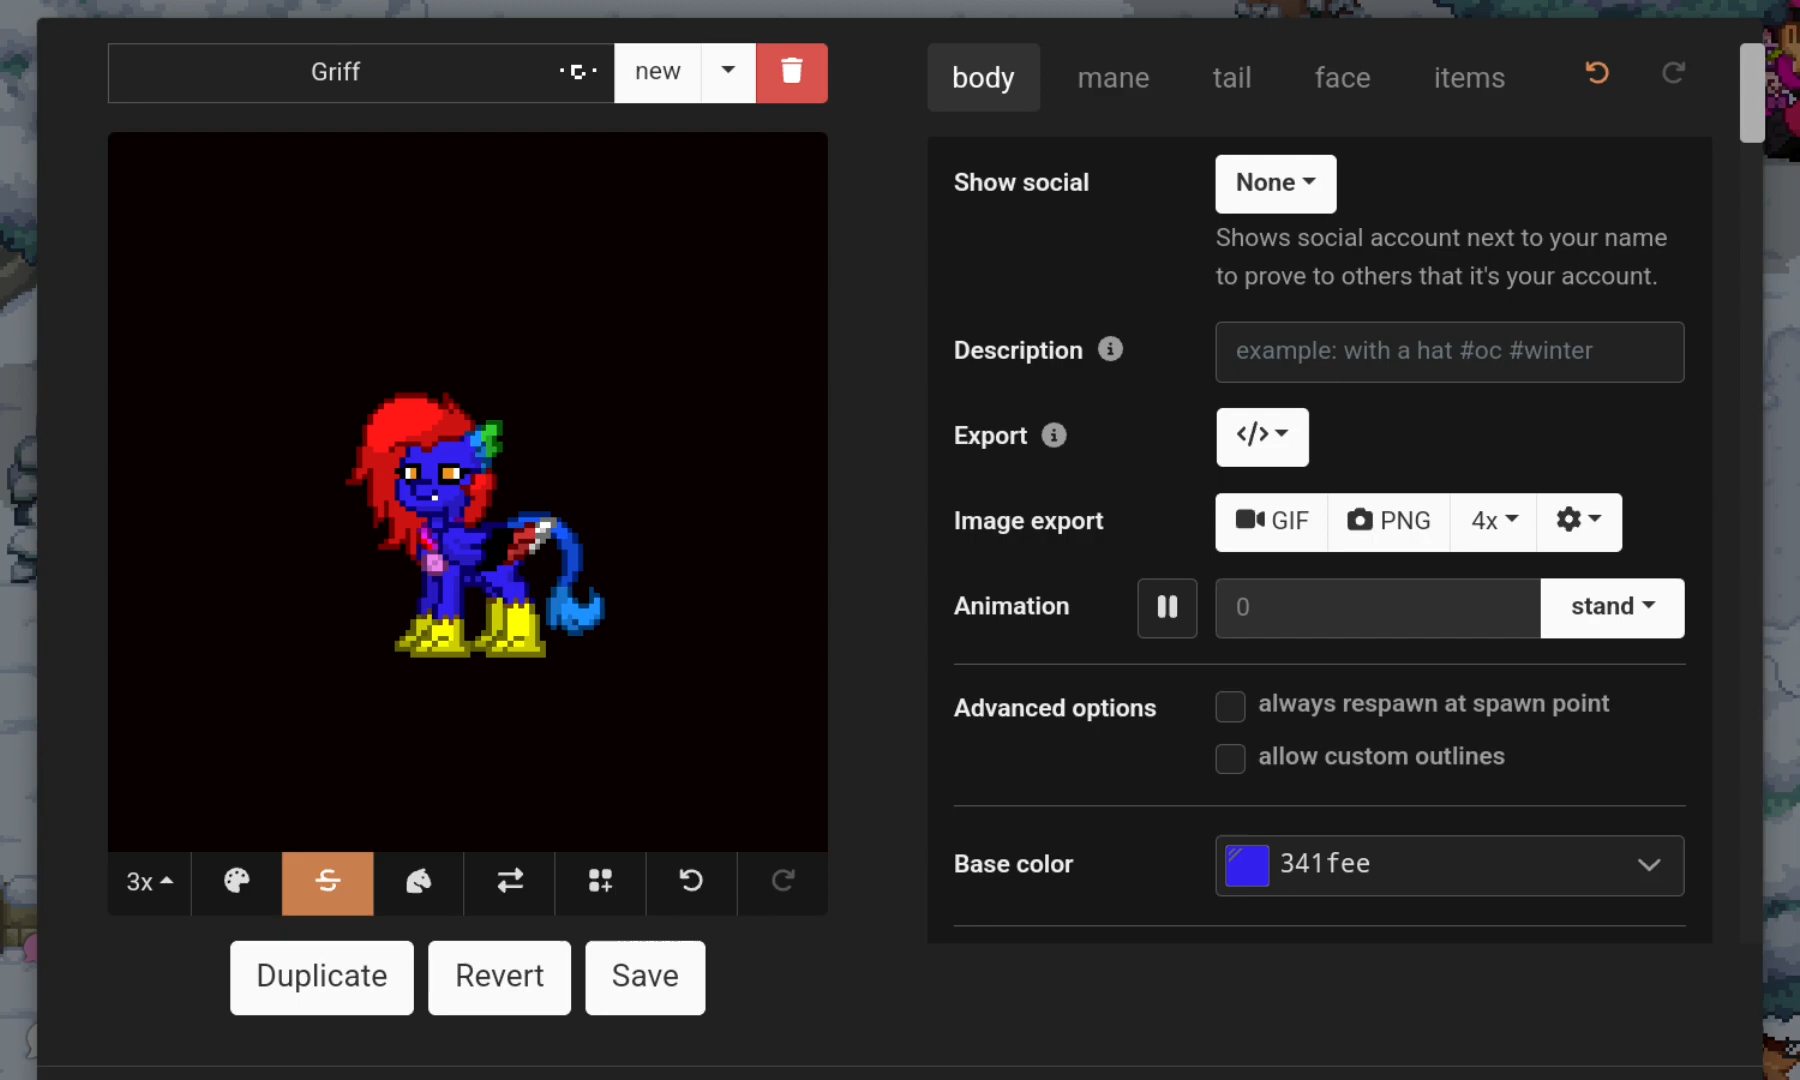 Griff
new
body mane tail face items
Show social None
Shows social account next to your name
to prove to others that it's your account.
Description example: with a hat #oc #winter
Export </>
Image export GIF PNG 4x
Animation 0 stand
Advanced options always respawn at spawn point
allow custom outlines
Base color 341fee
3x
Duplicate Revert Save